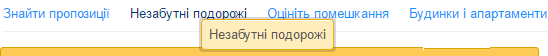 Знайти пропозиції Незабутні подорожі Оцініть помешкання Будинки і апартаменти
Незабутні подорожі